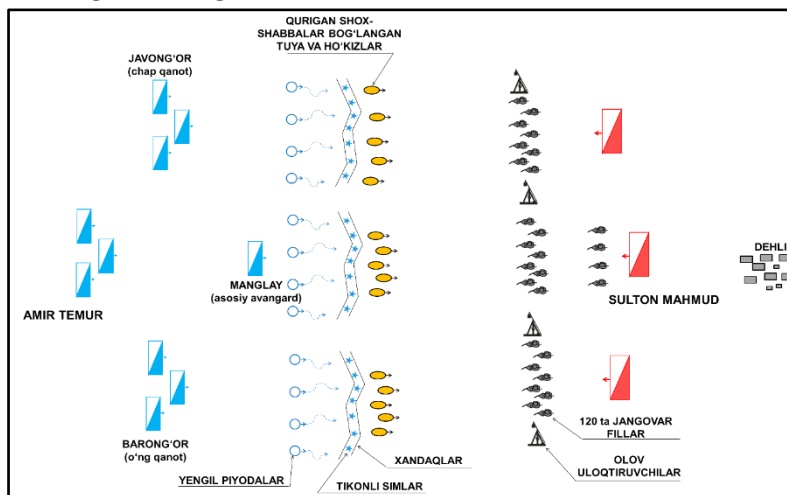 QURIGAN SHOX-
SHABBALAR BOG‘LANGAN
TUYA VA HO‘KIZLAR
JAVONG‘OR
(chap qanot)
DEHLI
MANGLAY
(asosiy avangard)
AMIR TEMUR
SULTON MAHMUD
BARONG‘OR
(o‘ng qanot)
120 ta JANGOVAR
FILLAR
XANDAQLAR
OLOV
ULOQTIRUVCHILAR
YENGIL PIYODALAR
TIKONLI SIMLAR